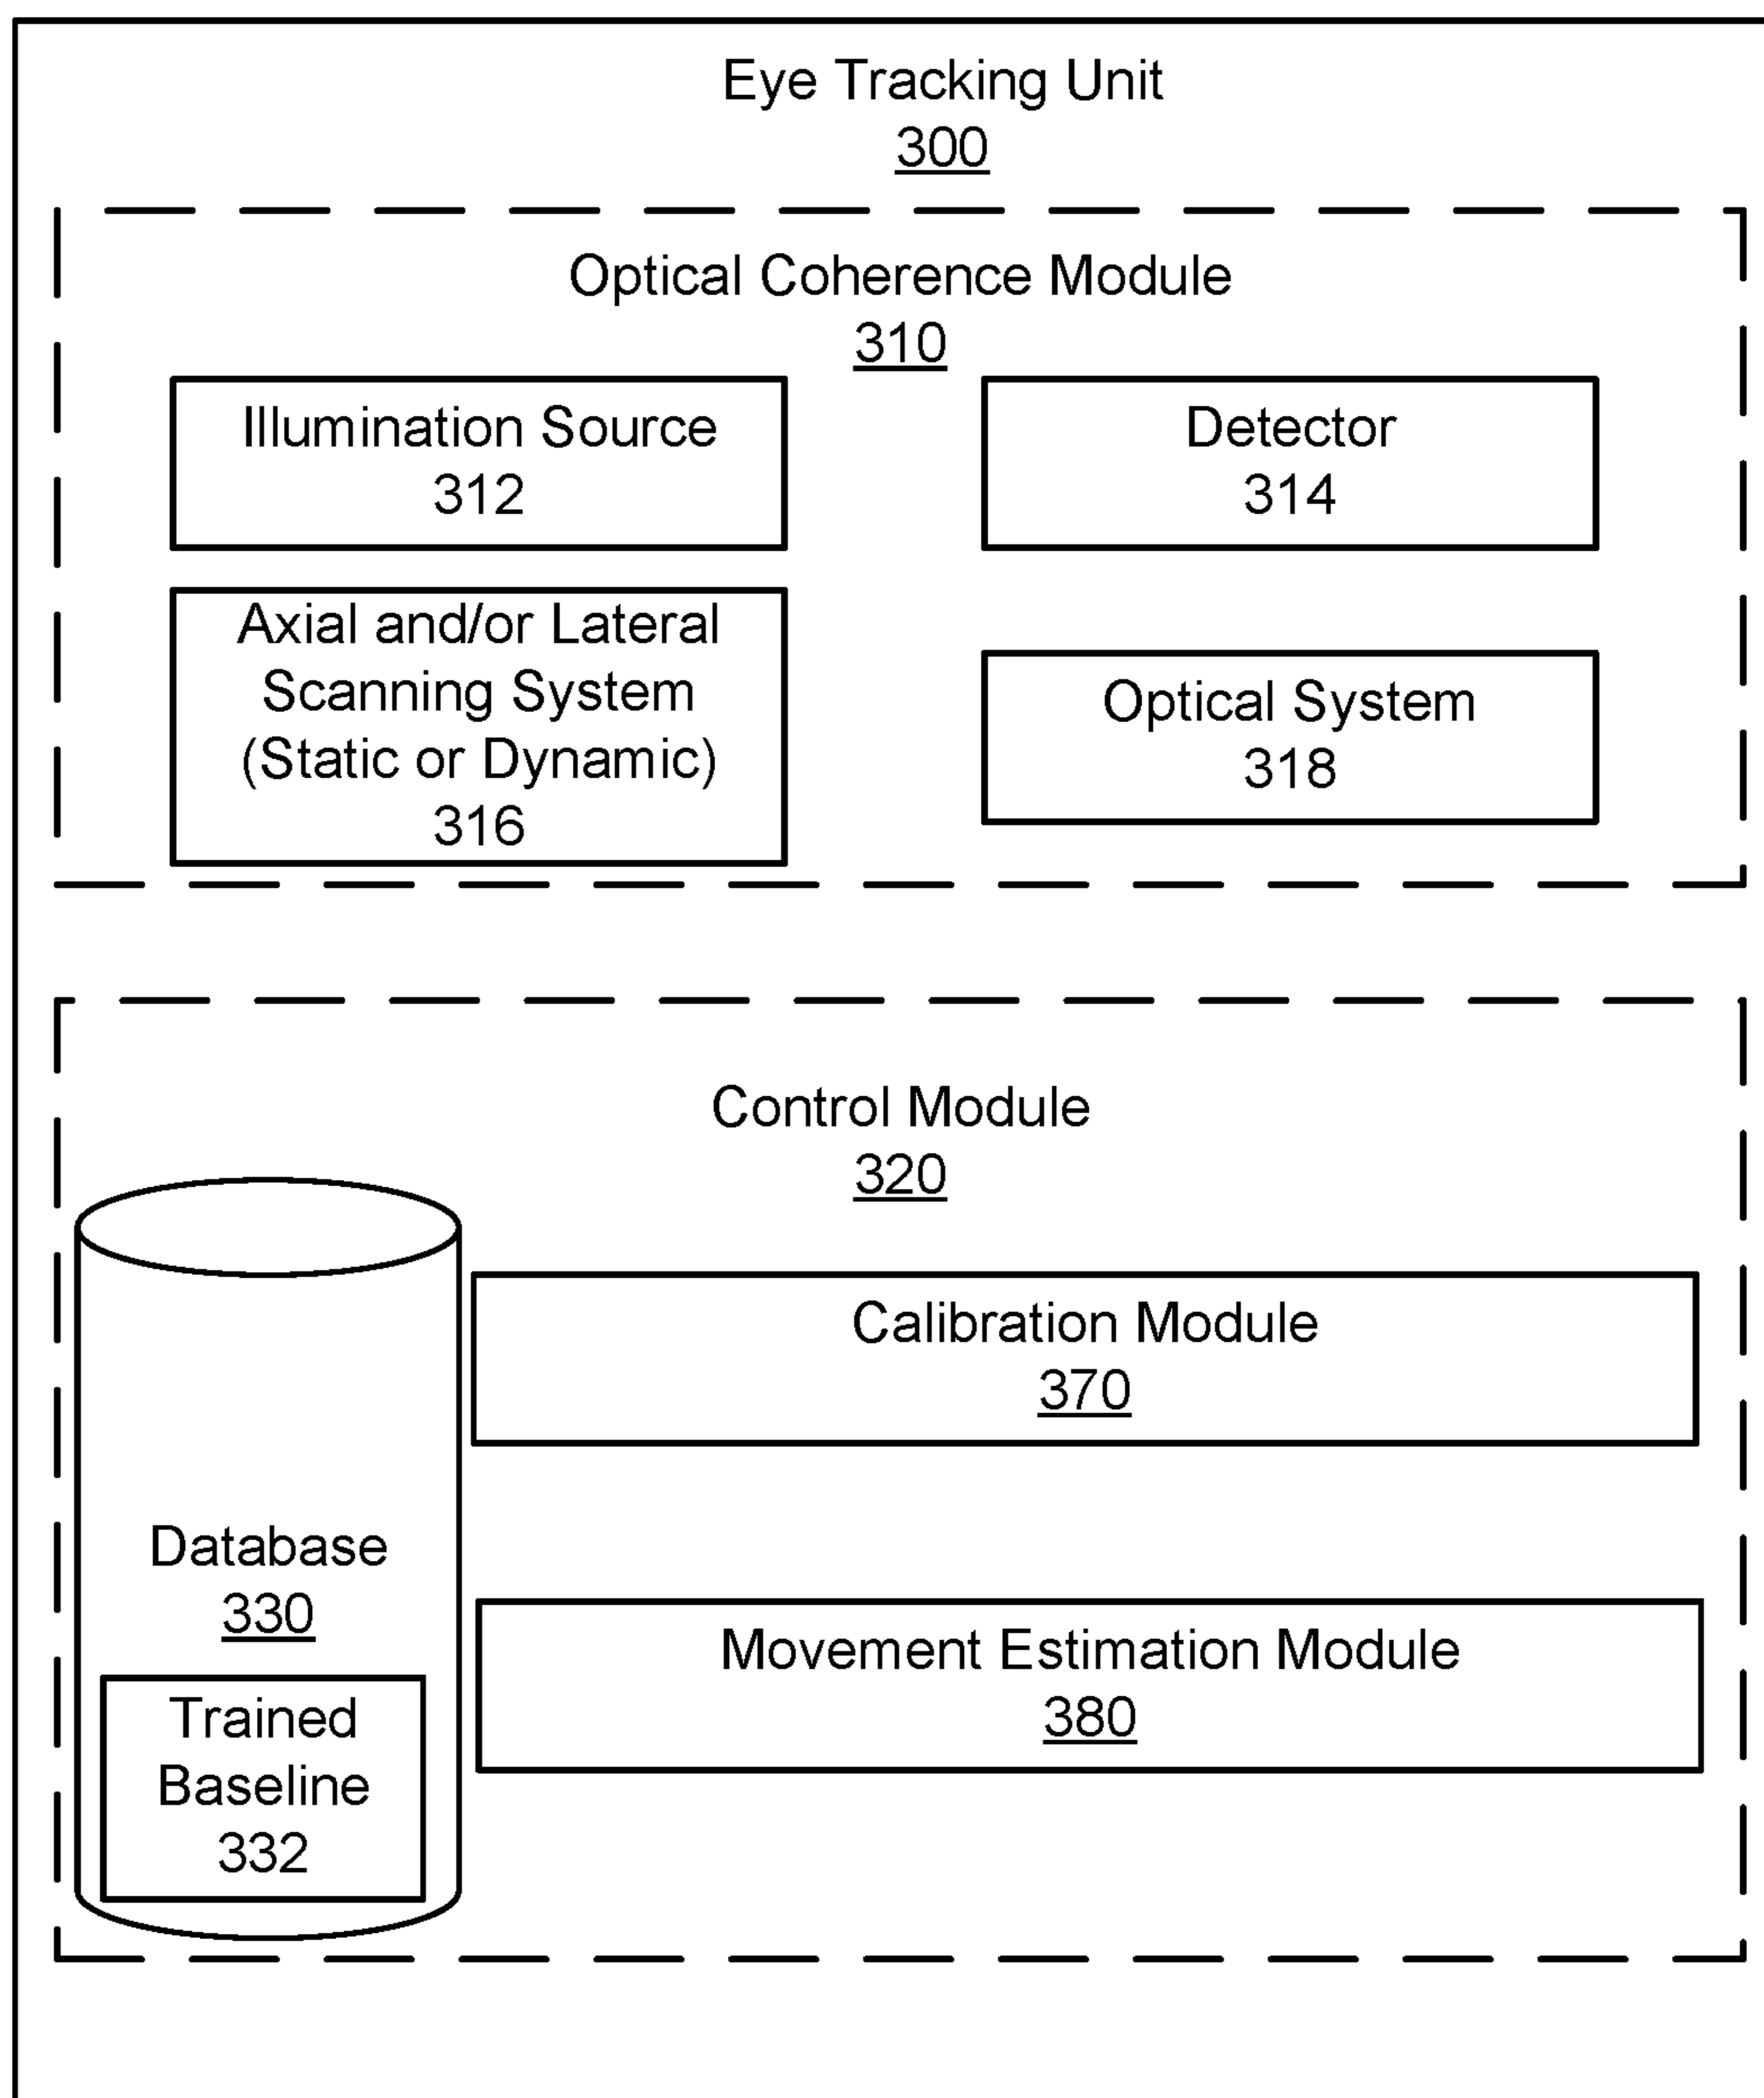 Eye Tracking Unit
300
Optical Coherence Module
310
Illumination Source
312
Detector
314
Axial and/or Lateral
Scanning System
(Static or Dynamic)
316
Optical System
318
Control Module
320
Calibration Module
370
Database
330
Movement Estimation Module
380
Trained
Baseline
332